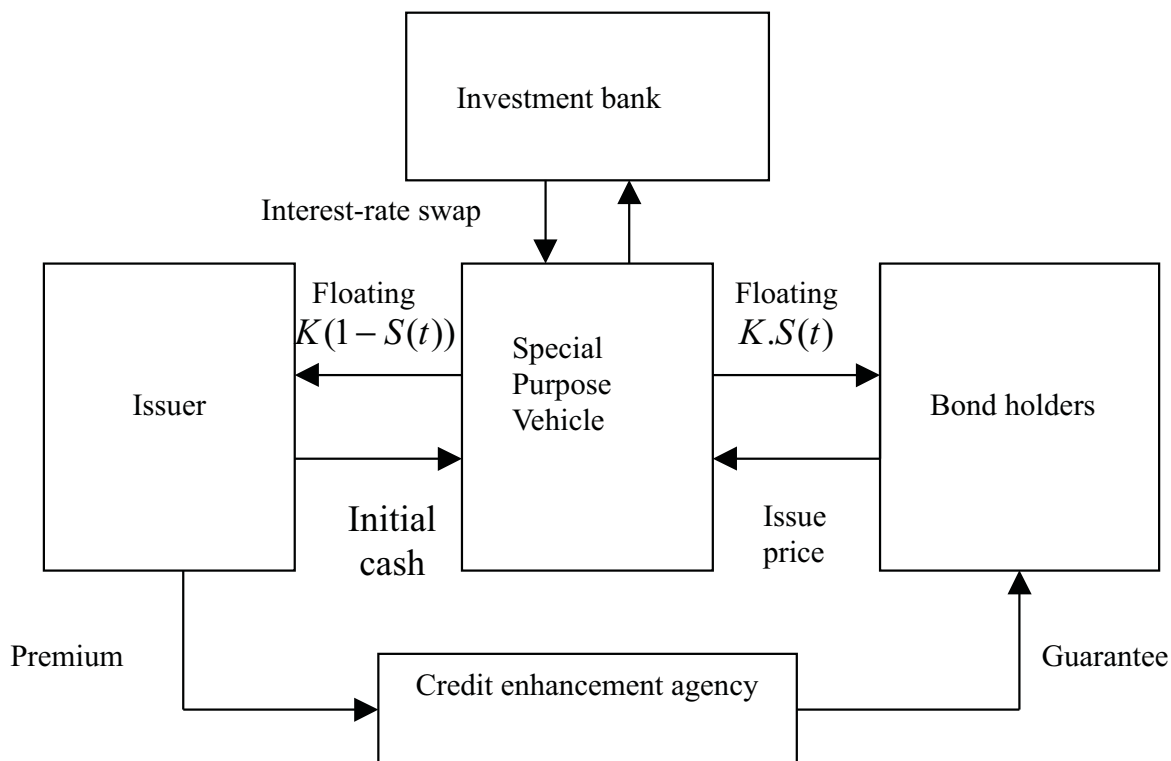 Investment bank
Interest-rate swap
Floating
K(1 – S(t))
Floating
K.S(t)
Issuer
Special
Purpose
Vehicle
Bond holders
Initial
cash
Issue
price
Premium
Credit enhancement agency
Guarantee